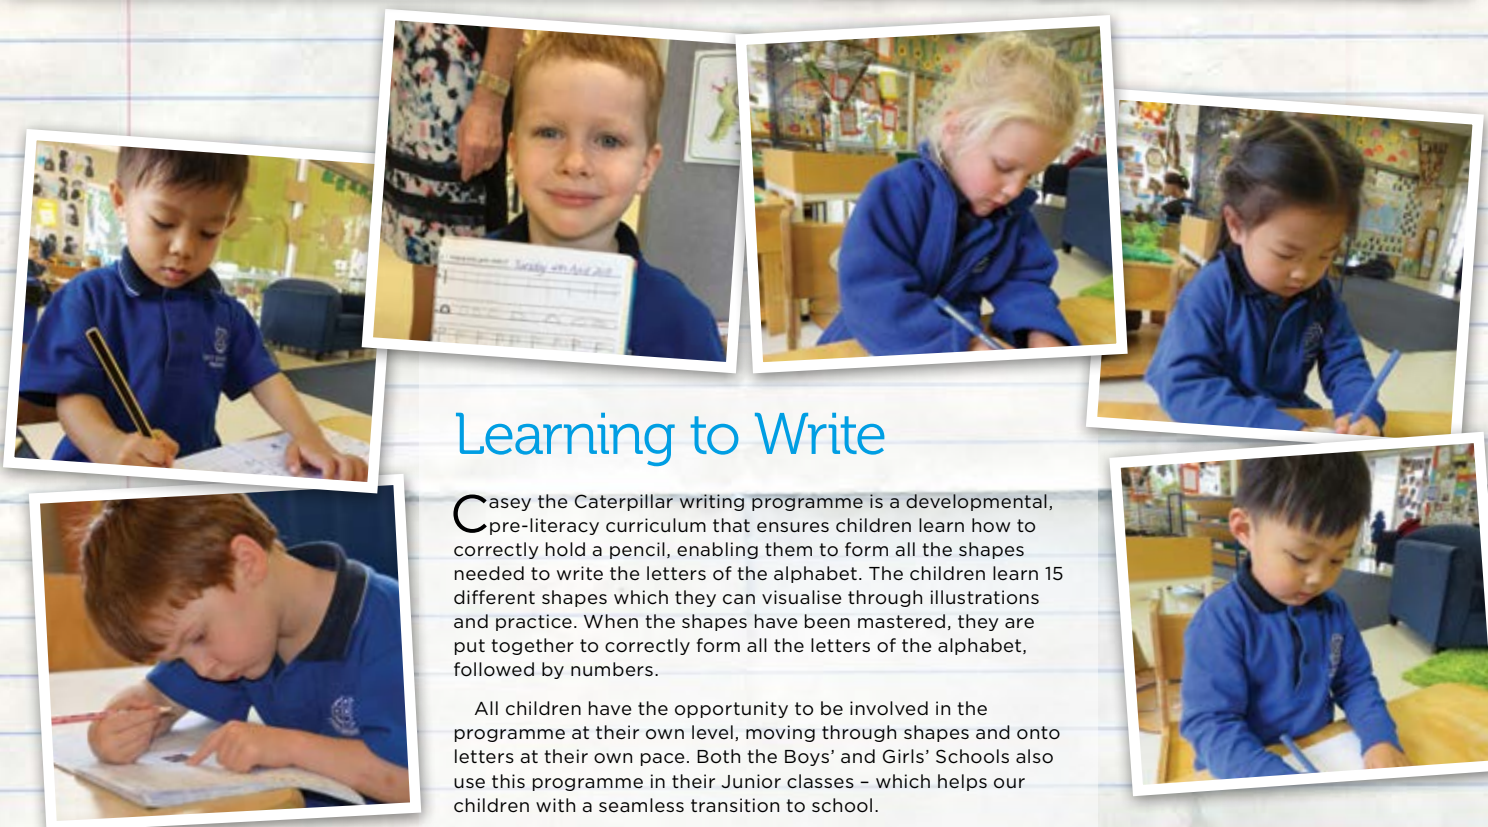 Tuesday 4th April 2017
Learning to Write
Casey the Caterpillar writing programme is a developmental,
pre-literacy curriculum that ensures children learn how to
correctly hold a pencil, enabling them to form all the shapes
needed to write the letters of the alphabet. The children learn 15
different shapes which they can visualise through illustrations
and practice. When the shapes have been mastered, they are
put together to correctly form all the letters of the alphabet,
followed by numbers.
All children have the opportunity to be involved in the
programme at their own level, moving through shapes and onto
letters at their own pace. Both the Boys’ and Girls’ Schools also
use this programme in their Junior classes – which helps our
children with a seamless transition to school.